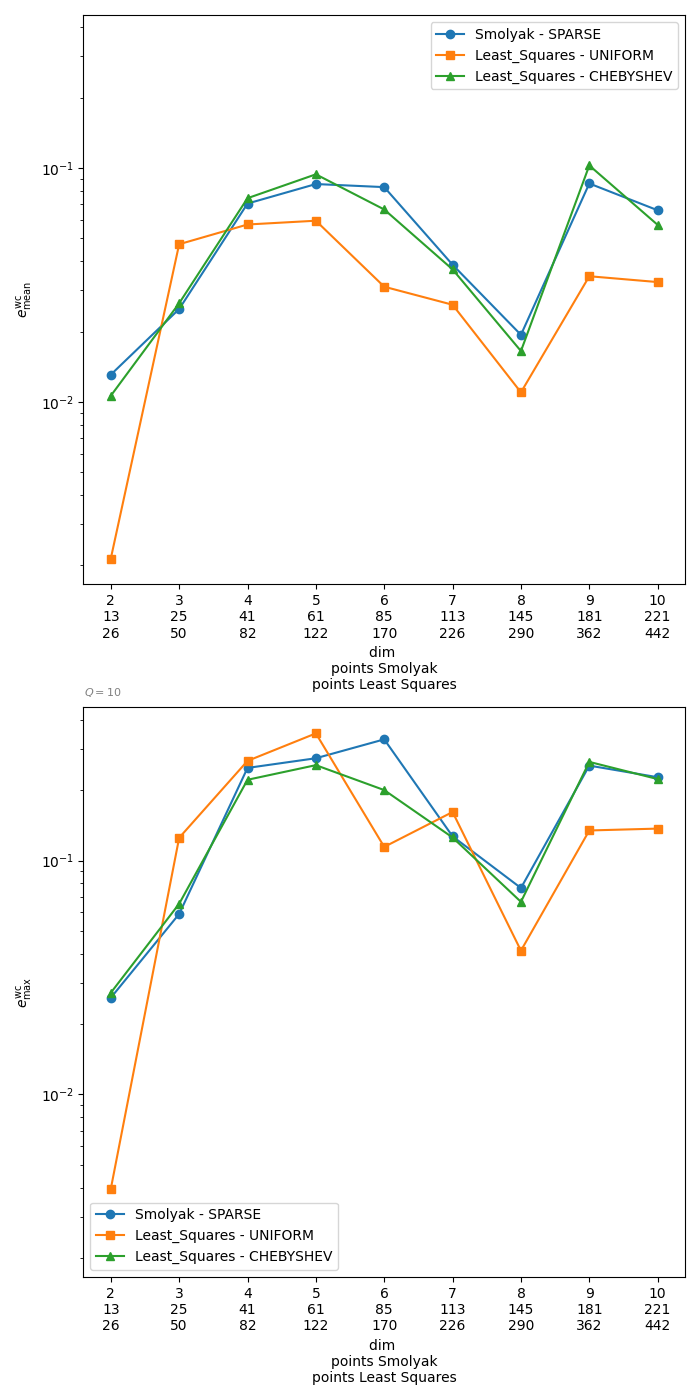 Smolyak - SPARSE
Least_Squares - UNIFORM
Least_Squares - CHEBYSHEV
10⁻¹
10⁻²
e^wc_mean
2 3 4 5 6 7 8 9 10
13 25 41 61 85 113 145 181 221
26 50 82 122 170 226 290 362 442
dim
points Smolyak
points Least Squares
Q = 10
10⁻¹
10⁻²
e^wc_max
Smolyak - SPARSE
Least_Squares - UNIFORM
Least_Squares - CHEBYSHEV
2 3 4 5 6 7 8 9 10
13 25 41 61 85 113 145 181 221
26 50 82 122 170 226 290 362 442
dim
points Smolyak
points Least Squares